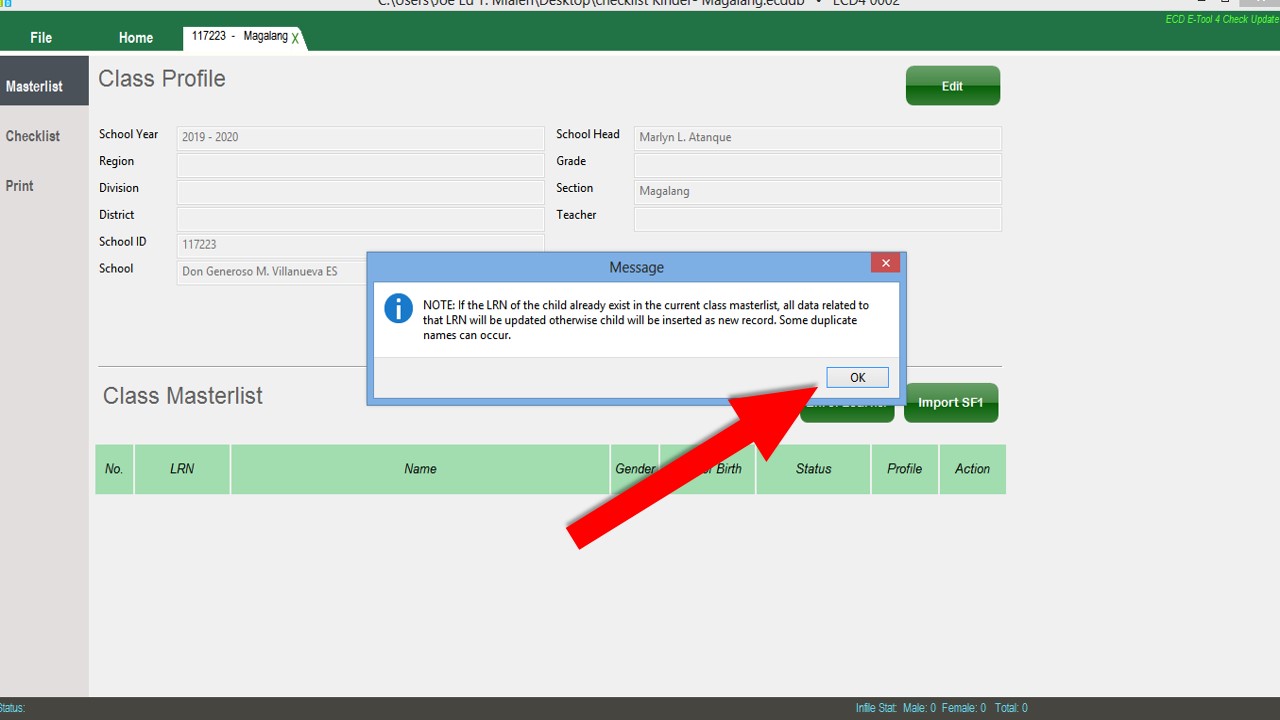 C:\Users\Joe Ed T. Mialen\Desktop\checklist Kinder- Magalang.ecddb • ECD4 0002
ECD E-Tool 4 Check Update
File
Home
117223 - Magalang X
Masterlist
Checklist
Print
Class Profile
Edit
School Year
2019 - 2020
Region
Division
District
School ID
117223
School
Don Generoso M. Villanueva ES
School Head
Marlyn L. Atanque
Grade
Section
Magalang
Teacher
Message
NOTE: If the LRN of the child already exist in the current class masterlist, all data related to
that LRN will be updated otherwise child will be inserted as new record. Some duplicate
names can occur.
OK
Class Masterlist
Import SF1
No.
LRN
Name
Gender
Birth
Status
Profile
Action
Status:
Infile Stat: Male: 0 Female: 0 Total: 0